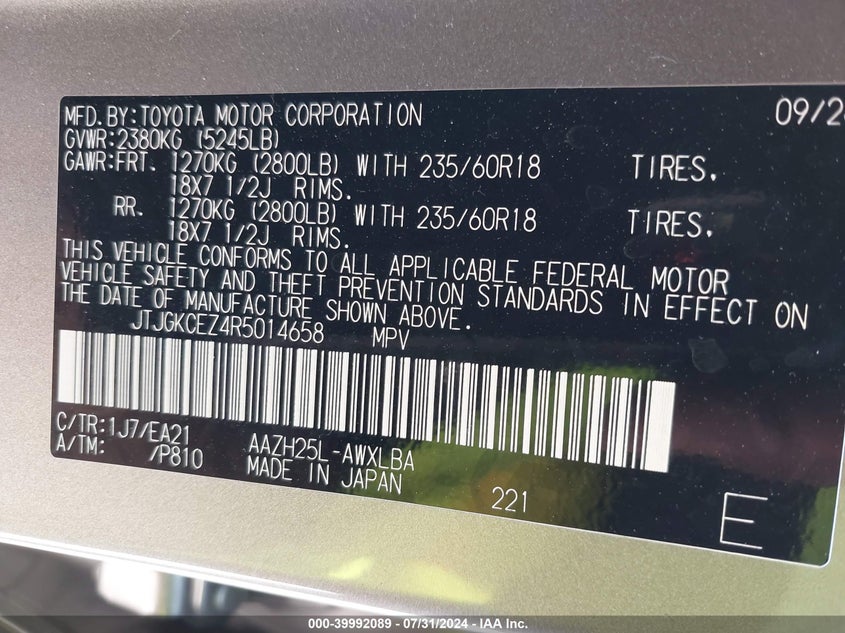 MFD.BY:TOYOTA MOTOR CORPORATION 09/2
GVWR:2380KG (5245LB)
GAWR:FRT. 1270KG (2800LB) WITH 235/60R18 TIRES.
18X7 1/2J RIMS.
RR. 1270KG (2800LB) WITH 235/60R18 TIRES.
18X7 1/2J RIMS.
THIS VEHICLE CONFORMS TO ALL APPLICABLE FEDERAL MOTOR
VEHICLE SAFETY AND THEFT PREVENTION STANDARDS IN EFFECT ON
THE DATE OF MANUFACTURE SHOWN ABOVE.
JTJGKCEZ4R5014658 MPV
C/TR:1J7/EA21 AAZH25L-AWXLBA
A/TM: /P810 MADE IN JAPAN
221
E
000-39992089 - 07/31/2024 - IAA Inc.